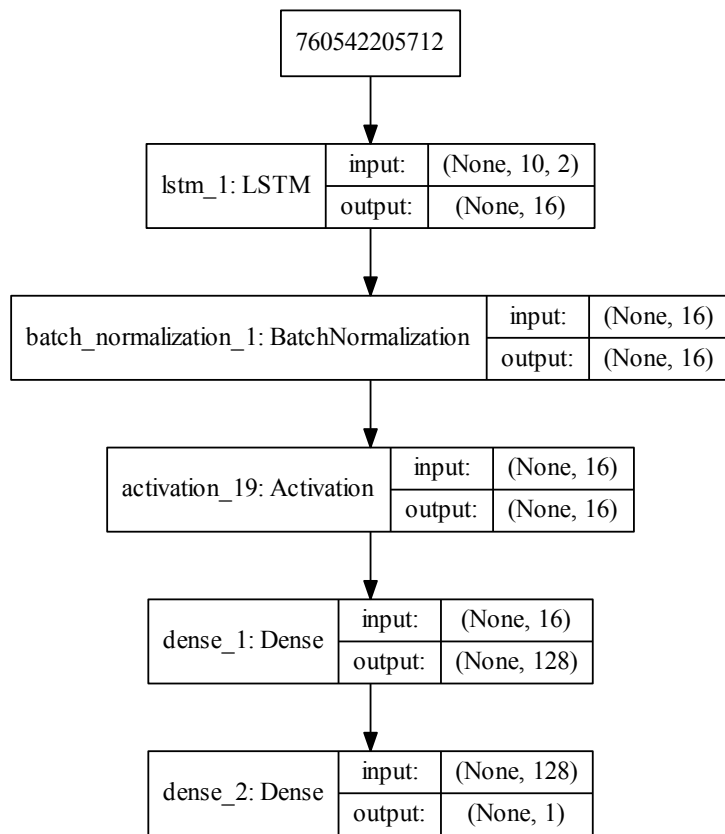 760542205712
lstm_1: LSTM
input: (None, 10, 2)
output: (None, 16)
batch_normalization_1: BatchNormalization
input: (None, 16)
output: (None, 16)
activation_19: Activation
input: (None, 16)
output: (None, 16)
dense_1: Dense
input: (None, 16)
output: (None, 128)
dense_2: Dense
input: (None, 128)
output: (None, 1)